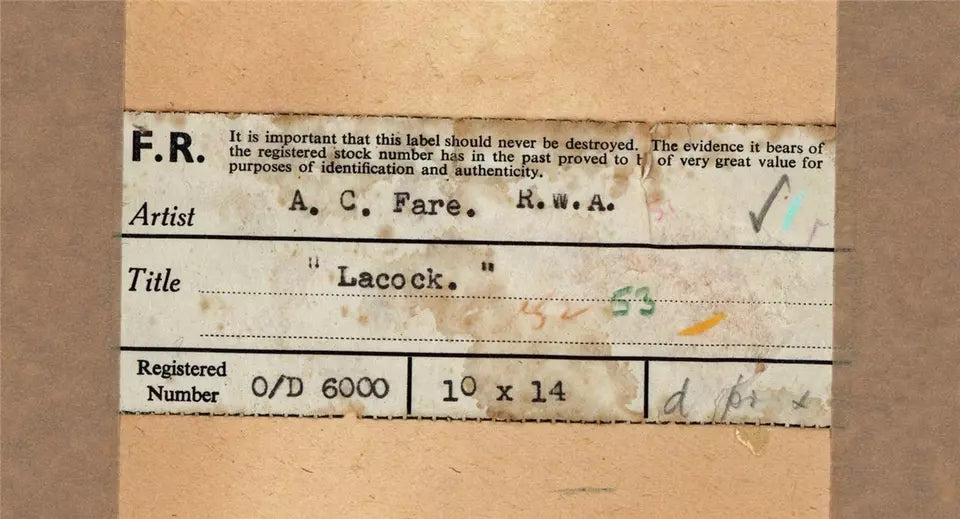 F.R.
It is important that this label should never be destroyed. The evidence it bears of
the registered stock number has in the past proved to b of very great value for
purposes of identification and authenticity.
Artist A. C. Fare. R.W.A.
Title " Lacock. "
53
Registered
Number O/D 6000 10 x 14
d x